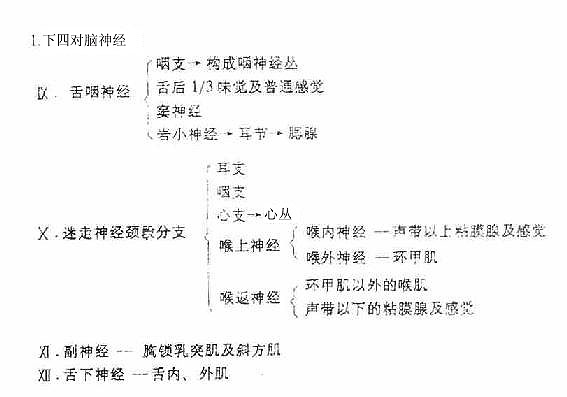 1.下四对脑神经
咽支→构成咽神经丛
舌后1/3味觉及普通感觉
Ⅸ.舌咽神经
窦神经
岩小神经→耳节→腮腺
耳支
咽支
心支→心丛
Ⅹ.迷走神经颈段分支
喉上神经
喉内神经—声带以上粘膜腺及感觉
喉外神经—环甲肌
喉返神经
环甲肌以外的喉肌
声带以下的粘膜腺及感觉
Ⅺ.副神经—胸锁乳突肌及斜方肌
Ⅻ.舌下神经—舌内、外肌